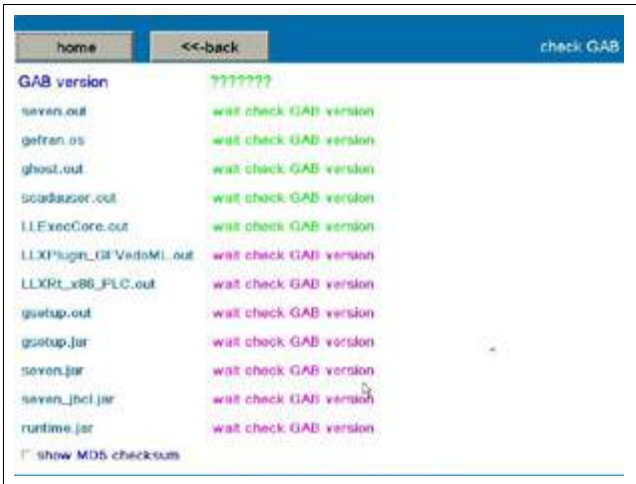 home <<-back check GAB
GAB version ???????
seven.out wait check GAB version
gefran.os wait check GAB version
ghost.out wait check GAB version
scadauser.out wait check GAB version
LLExecCore.out wait check GAB version
LLXPlugin_GFVedoML.out wait check GAB version
LLXRt_x86_PLC.out wait check GAB version
gsetup.out wait check GAB version
gsetup.jar wait check GAB version
seven.jar wait check GAB version
seven_jbcl.jar wait check GAB version
runtime.jar wait check GAB version
show MD5 checksum